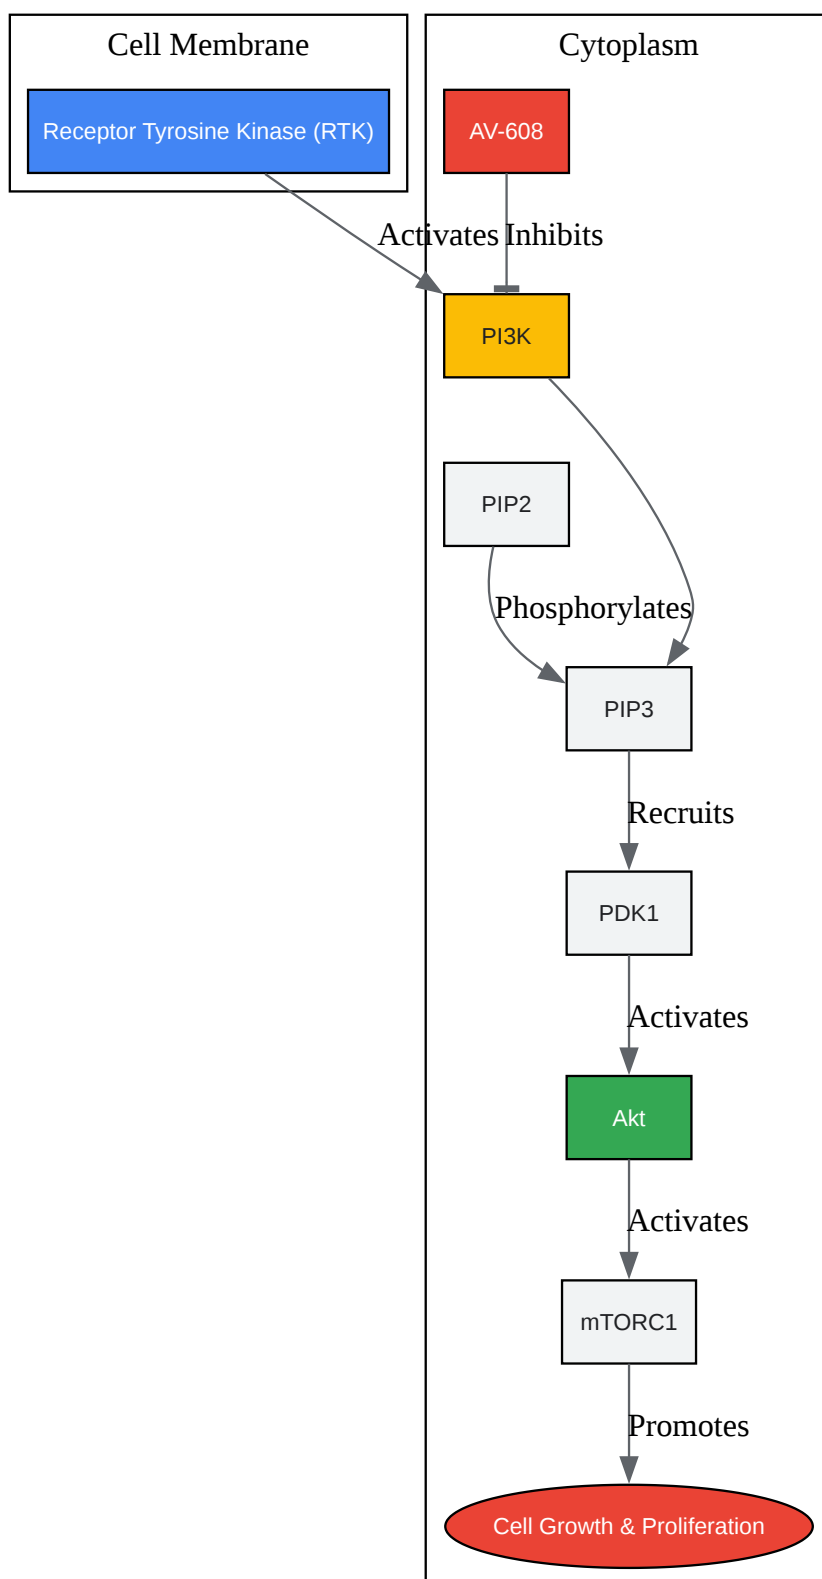 Cell Membrane
Cytoplasm
Receptor Tyrosine Kinase (RTK)
AV-608
Activates
Inhibits
PI3K
PIP2
Phosphorylates
PIP3
Recruits
PDK1
Activates
Akt
Activates
mTORC1
Promotes
Cell Growth & Proliferation